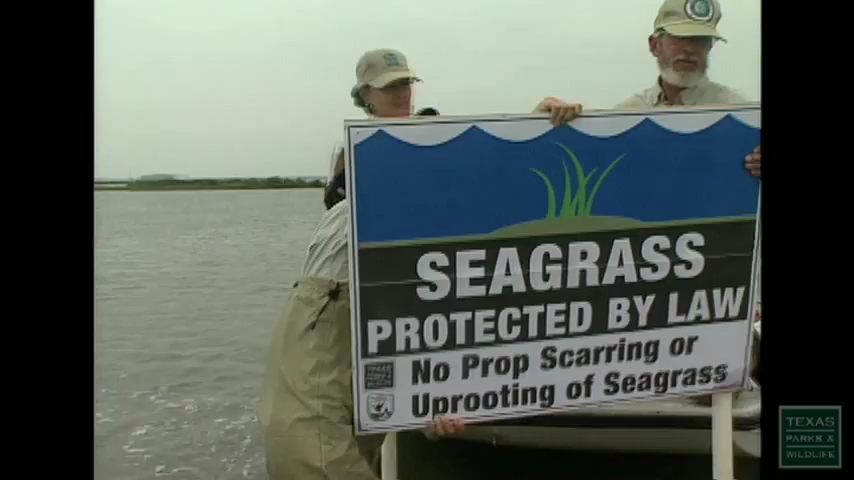 SEAGRASS
PROTECTED BY LAW
No Prop Scarring or
Uprooting of Seagrass
TEXAS
PARKS &
WILDLIFE